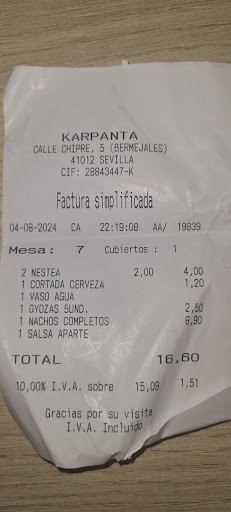 KARPANTA
CALLE CHIPRE, 5 (BERMEJALES)
41012 SEVILLA
CIF: 28843447-K
Factura simplificada
04-08-2024 CA 22:19:08 AA/ 19839
Mesa: 7 Cubiertos: 1
2 NESTEA 2,00 4,00
1 CORTADA CERVEZA 1,20
1 VASO AGUA
1 GYOZAS 5UND. 2,50
1 NACHOS COMPLETOS 8,90
1 SALSA APARTE
TOTAL 16,60
10,00% I.V.A. sobre 15,09 1,51
Gracias por su visita
I.V.A. Incluido